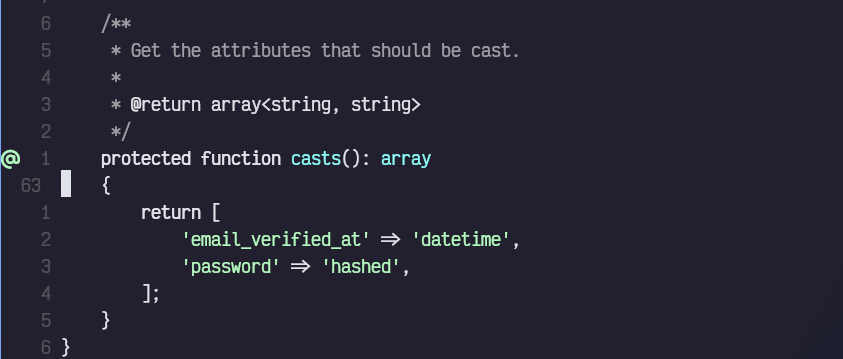 6     /**
5      * Get the attributes that should be cast.
4      *
3      * @return array<string, string>
2      */
@ 1     protected function casts(): array
63     {
1         return [
2             'email_verified_at' => 'datetime',
3             'password' => 'hashed',
4         ];
5     }
6 }